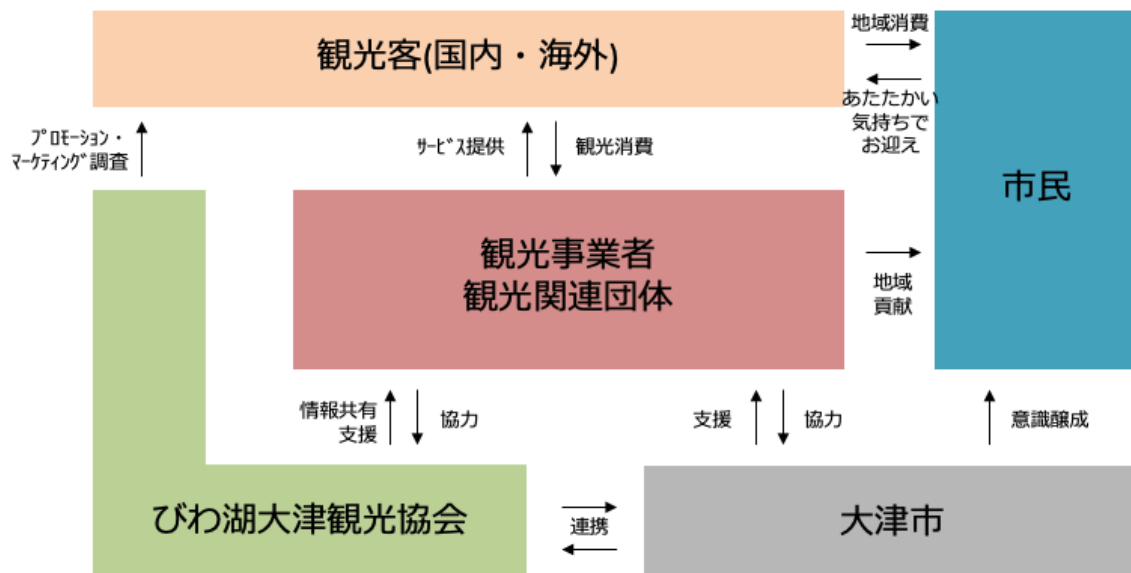 観光客(国内・海外)
地域消費
あたたかい
気持ちで
お迎え
市民
ﾌﾟﾛﾓｰｼｮﾝ・
ﾏｰｹﾃｨﾝｸﾞ調査
ｻｰﾋﾞｽ提供
観光消費
観光事業者
観光関連団体
地域
貢献
情報共有
支援
協力
支援
協力
意識醸成
びわ湖大津観光協会
連携
大津市